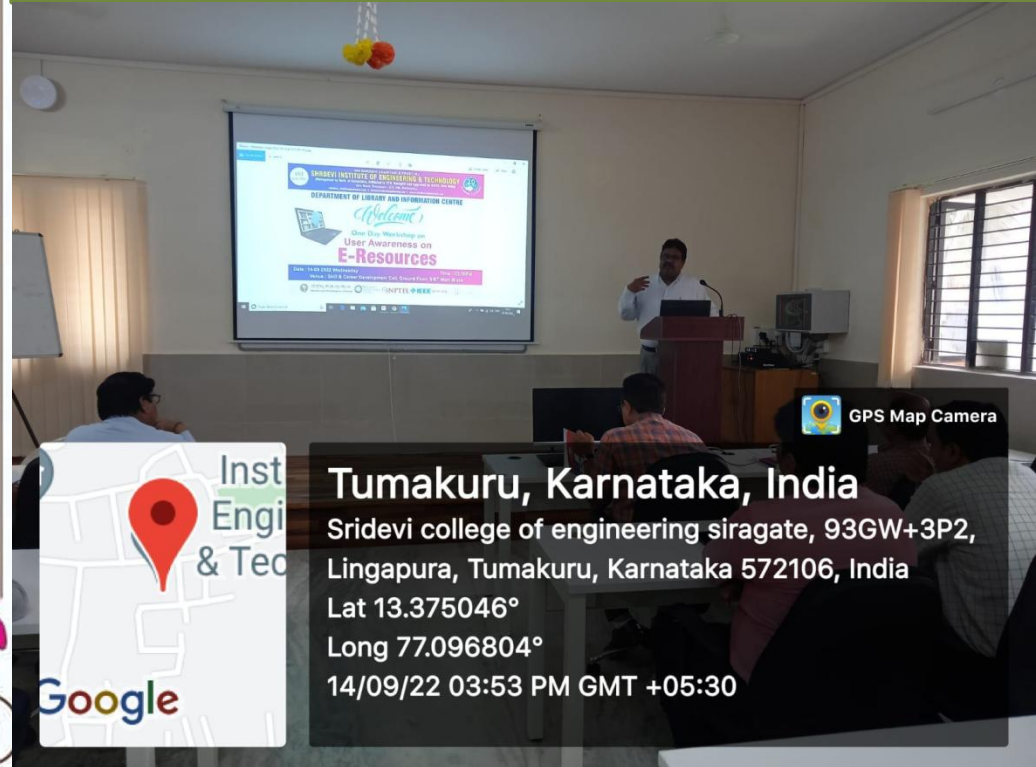 SHRIDEVI INSTITUTE OF ENGINEERING & TECHNOLOGY
DEPARTMENT OF LIBRARY AND INFORMATION CENTRE
Welcome
One Day Workshop on
User Awareness on
E-Resources
NPTEL IEEE
GPS Map Camera
Inst
Engi
& Tec
Google
Tumakuru, Karnataka, India
Sridevi college of engineering siragate, 93GW+3P2,
Lingapura, Tumakuru, Karnataka 572106, India
Lat 13.375046°
Long 77.096804°
14/09/22 03:53 PM GMT +05:30